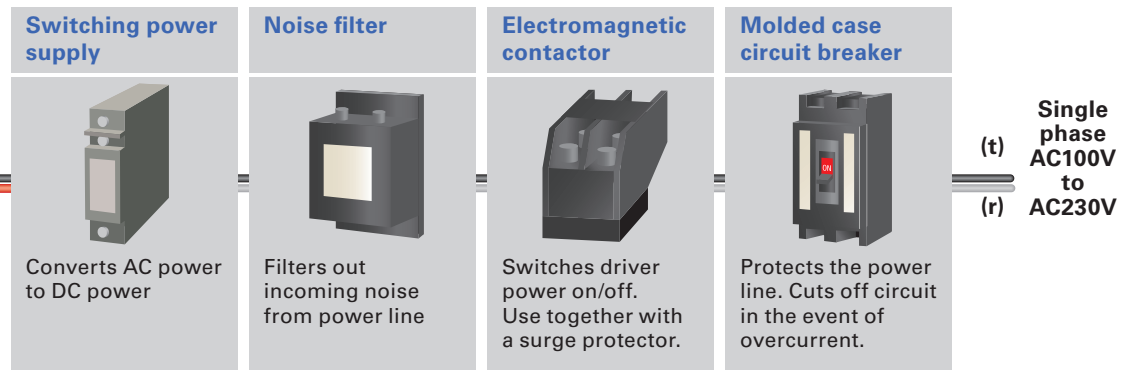 Switching power
supply
Noise filter
Electromagnetic
contactor
Molded case
circuit breaker
ON
Converts AC power
to DC power
Filters out
incoming noise
from power line
Switches driver
power on/off.
Use together with
a surge protector.
Protects the power
line. Cuts off circuit
in the event of
overcurrent.
(t)
(r)
Single
phase
AC100V
to
AC230V